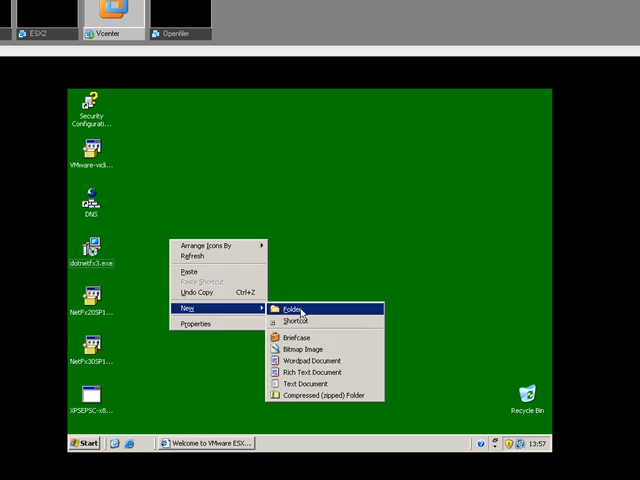 ESX2
Vcenter
Openfiler
Security
Configurati...
VMware-vicli...
DNS
dotnetfx3.exe
NetFx20SP1...
NetFx30SP1...
XPSEPSC-x8...
Arrange Icons By
Refresh
Paste
Paste Shortcut
Undo Copy Ctrl+Z
New
Properties
Folder
Shortcut
Briefcase
Bitmap Image
Wordpad Document
Rich Text Document
Text Document
Compressed (zipped) Folder
Recycle Bin
Start
Welcome to VMware ESX...
13:57